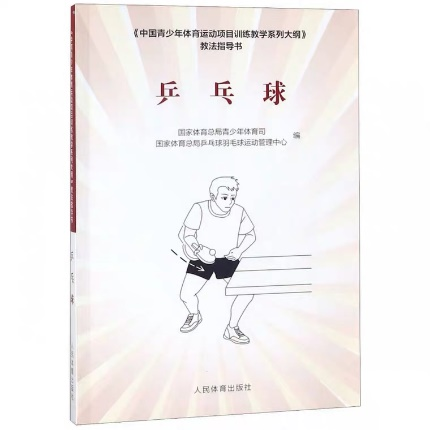 《中国青少年体育运动项目训练教学系列大纲》
教法指导书
乒乓球
国家体育总局青少年体育司
国家体育总局乒乓球羽毛球运动管理中心
编
人民体育出版社
乒乓球